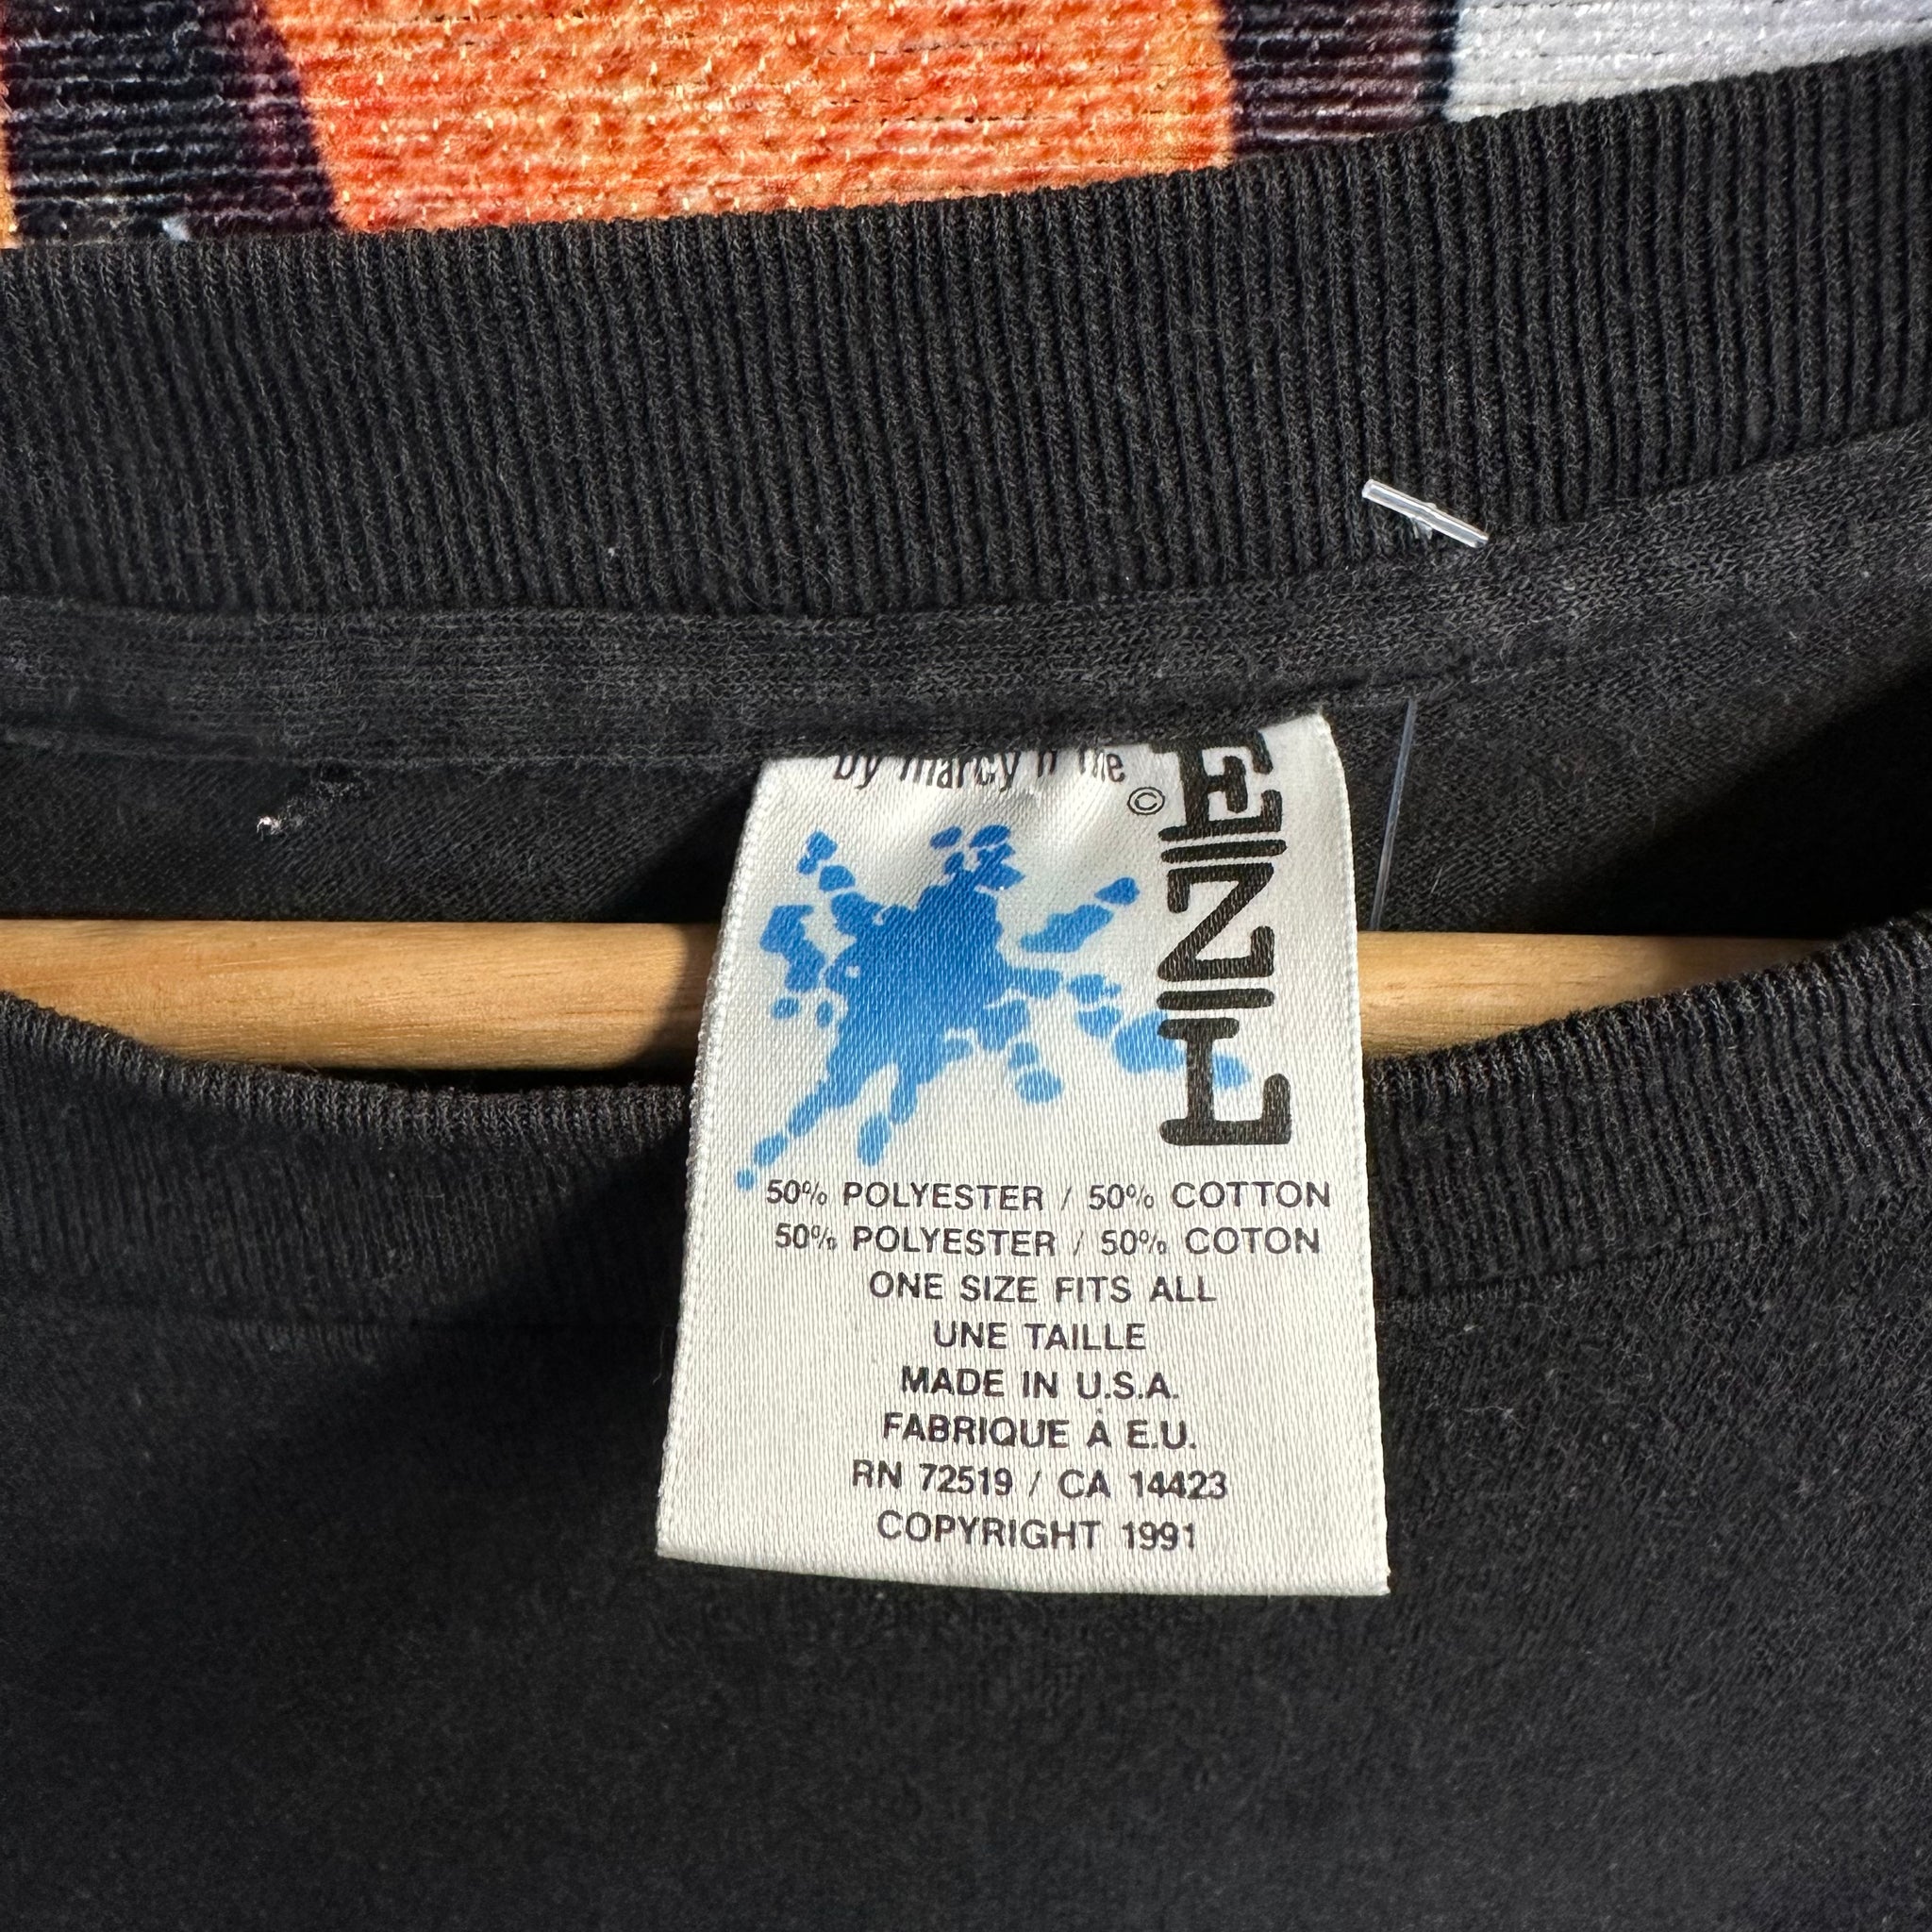 by marcy n me
©
50% POLYESTER / 50% COTTON
50% POLYESTER / 50% COTON
ONE SIZE FITS ALL
UNE TAILLE
MADE IN U.S.A.
FABRIQUE À E.U.
RN 72519 / CA 14423
COPYRIGHT 1991